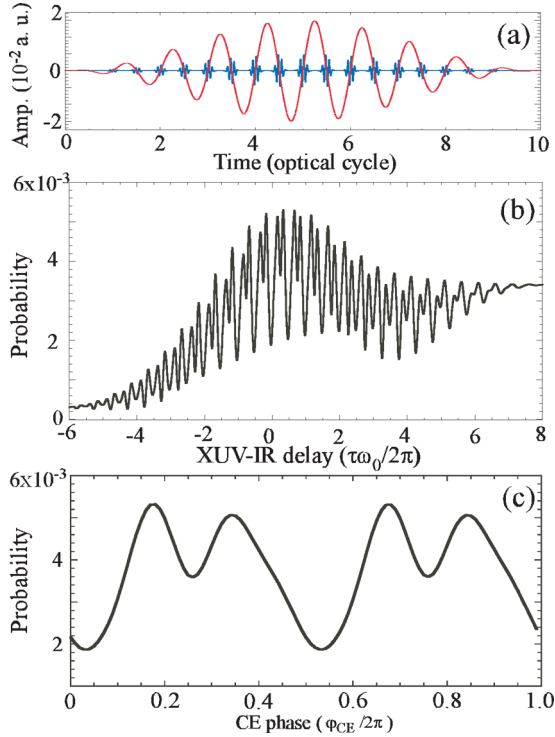 (a)
Amp. (10⁻² a. u.)
2
0
-2
0 2 4 6 8 10
Time (optical cycle)
(b)
6x10⁻³
4
2
0
Probability
-6 -4 -2 0 2 4 6 8
XUV-IR delay (τω₀/2π)
(c)
6x10⁻³
4
2
Probability
0 0.2 0.4 0.6 0.8 1.0
CE phase (φCE/2π)